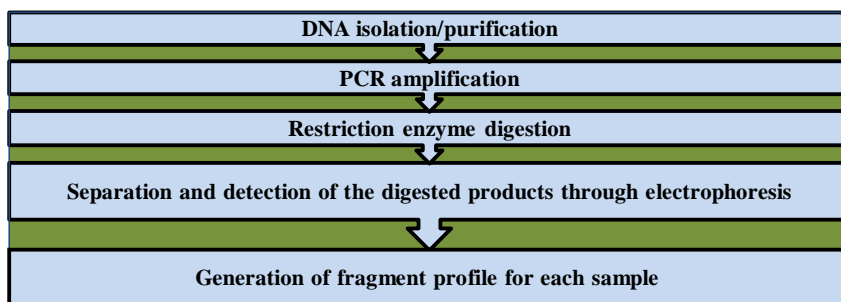 DNA isolation/purification
PCR amplification
Restriction enzyme digestion
Separation and detection of the digested products through electrophoresis
Generation of fragment profile for each sample